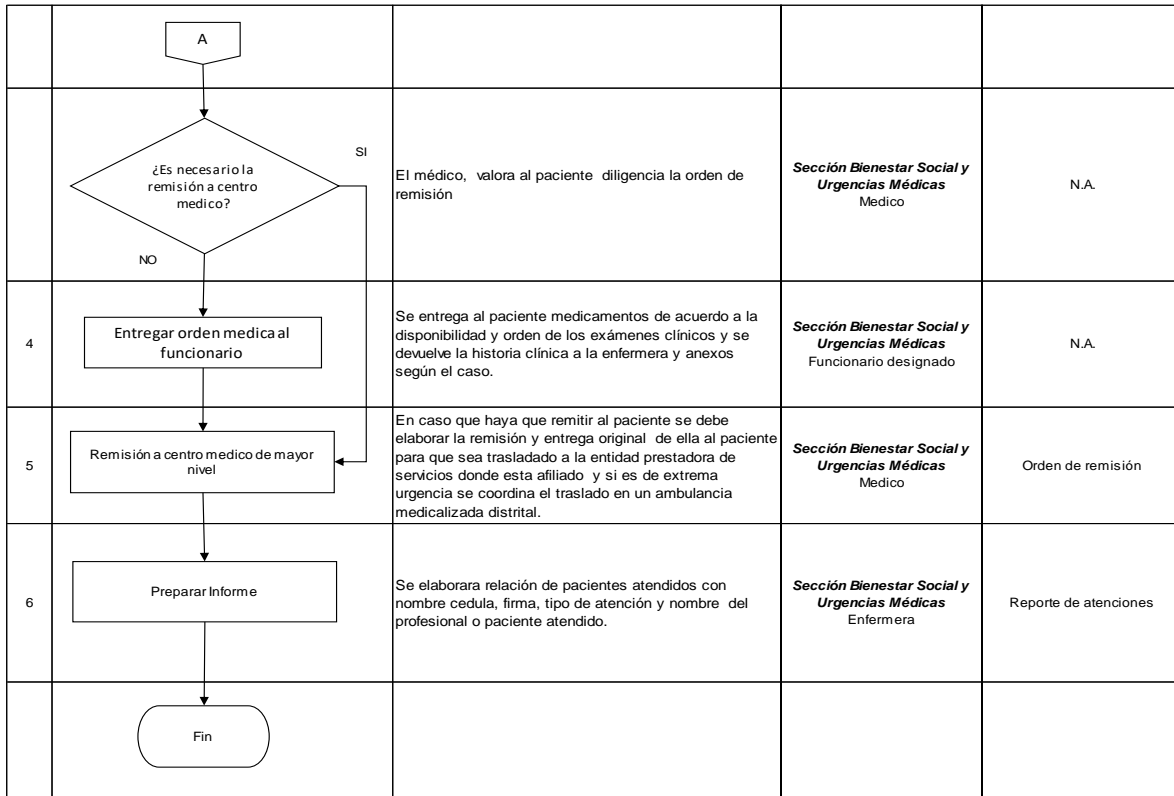 A
¿Es necesario la
remisión a centro
medico?
SI
NO
El médico, valora al paciente diligencia la orden de
remisión
Sección Bienestar Social y
Urgencias Médicas
Medico
N.A.
4
Entregar orden medica al
funcionario
Se entrega al paciente medicamentos de acuerdo a la
disponibilidad y orden de los exámenes clínicos y se
devuelve la historia clínica a la enfermera y anexos
según el caso.
Sección Bienestar Social y
Urgencias Médicas
Funcionario designado
N.A.
5
Remisión a centro medico de mayor
nivel
En caso que haya que remitir al paciente se debe
elaborar la remisión y entrega original de ella al paciente
para que sea trasladado a la entidad prestadora de
servicios donde esta afiliado y si es de extrema
urgencia se coordina el traslado en un ambulancia
medicalizada distrital.
Sección Bienestar Social y
Urgencias Médicas
Medico
Orden de remisión
6
Preparar Informe
Se elaborara relación de pacientes atendidos con
nombre cedula, firma, tipo de atención y nombre del
profesional o paciente atendido.
Sección Bienestar Social y
Urgencias Médicas
Enfermera
Reporte de atenciones
Fin